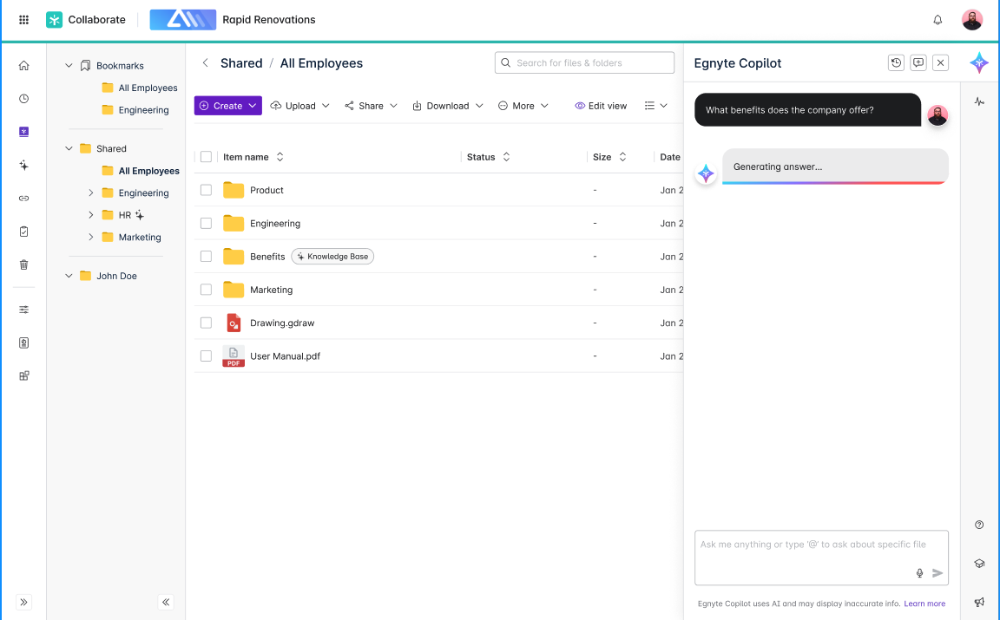 Collaborate
Rapid Renovations
Bookmarks
All Employees
Engineering
Shared
All Employees
Engineering
HR
Marketing
John Doe
Shared / All Employees
Search for files & folders
Create
Upload
Share
Download
More
Edit view
Item name
Status
Size
Date
Product - Jan 2
Engineering - Jan 2
Benefits Knowledge Base - Jan 2
Marketing - Jan 2
Drawing.gdraw - Jan 2
PDF User Manual.pdf - Jan 2
Egnyte Copilot
What benefits does the company offer?
Generating answer...
Ask me anything or type '@' to ask about specific file
Egnyte Copilot uses AI and may display inaccurate info. Learn more